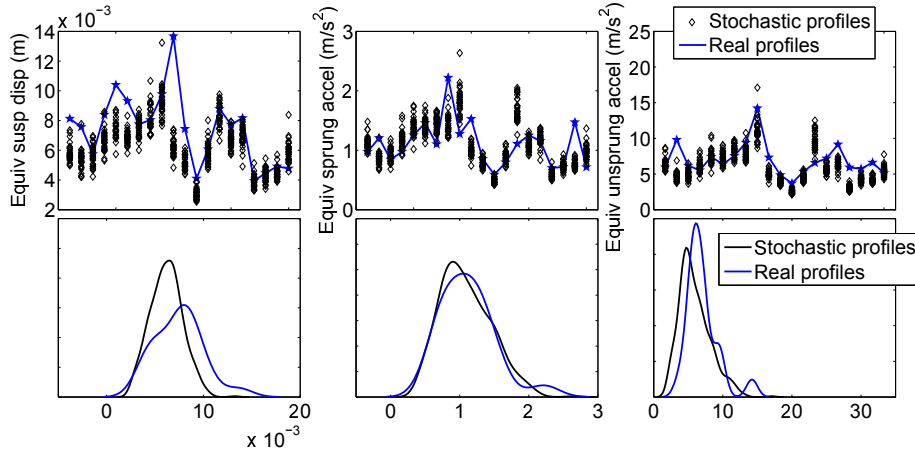 x 10⁻³
Equiv susp disp (m)
14
12
10
8
6
4
2
Equiv sprung accel (m/s²)
3
2
1
0
Equiv unsprung accel (m/s²)
25
20
15
10
5
0
Stochastic profiles
Real profiles
Stochastic profiles
Real profiles
0 10 20
x 10⁻³
0 1 2 3
0 10 20 30